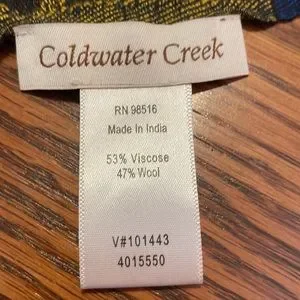 Coldwater Creek
RN 98516
Made In India
53% Viscose
47% Wool
V#101443
4015550